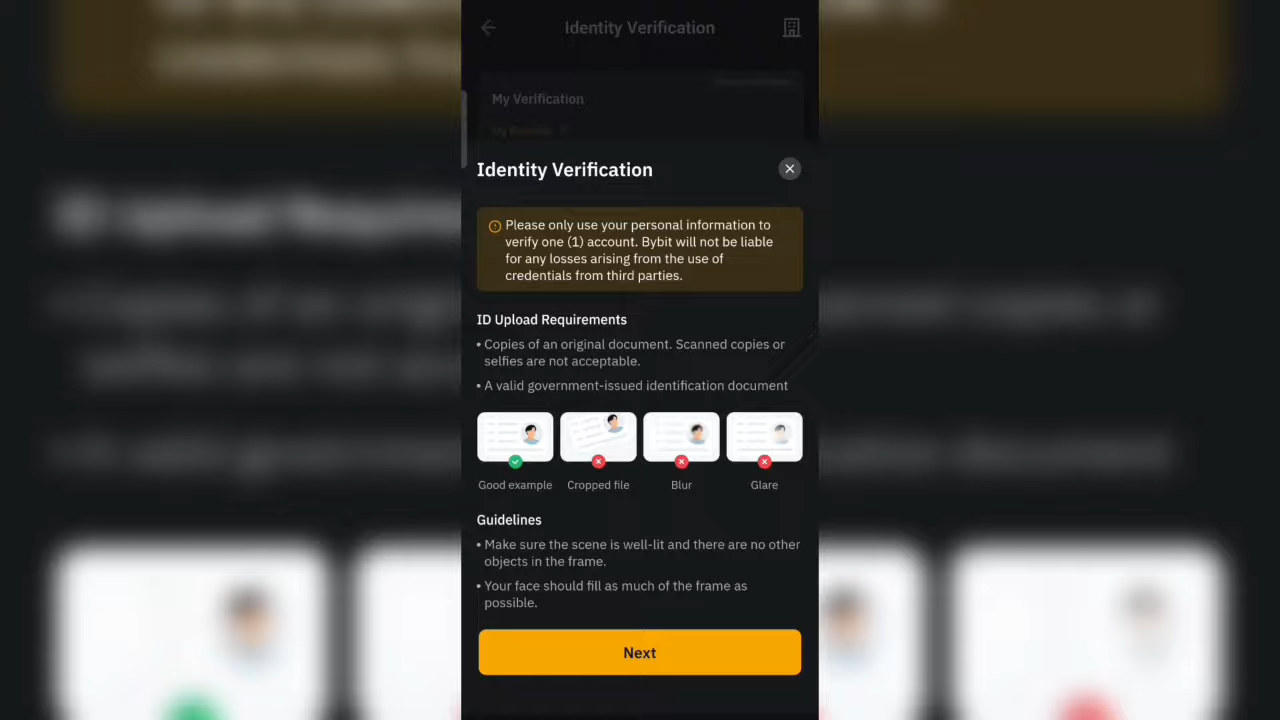 Identity Verification
My Verification
Identity Verification
Please only use your personal information to
verify one (1) account. Bybit will not be liable
for any losses arising from the use of
credentials from third parties.
ID Upload Requirements
• Copies of an original document. Scanned copies or
selfies are not acceptable.
• A valid government-issued identification document
Good example
Cropped file
Blur
Glare
Guidelines
• Make sure the scene is well-lit and there are no other
objects in the frame.
• Your face should fill as much of the frame as
possible.
Next